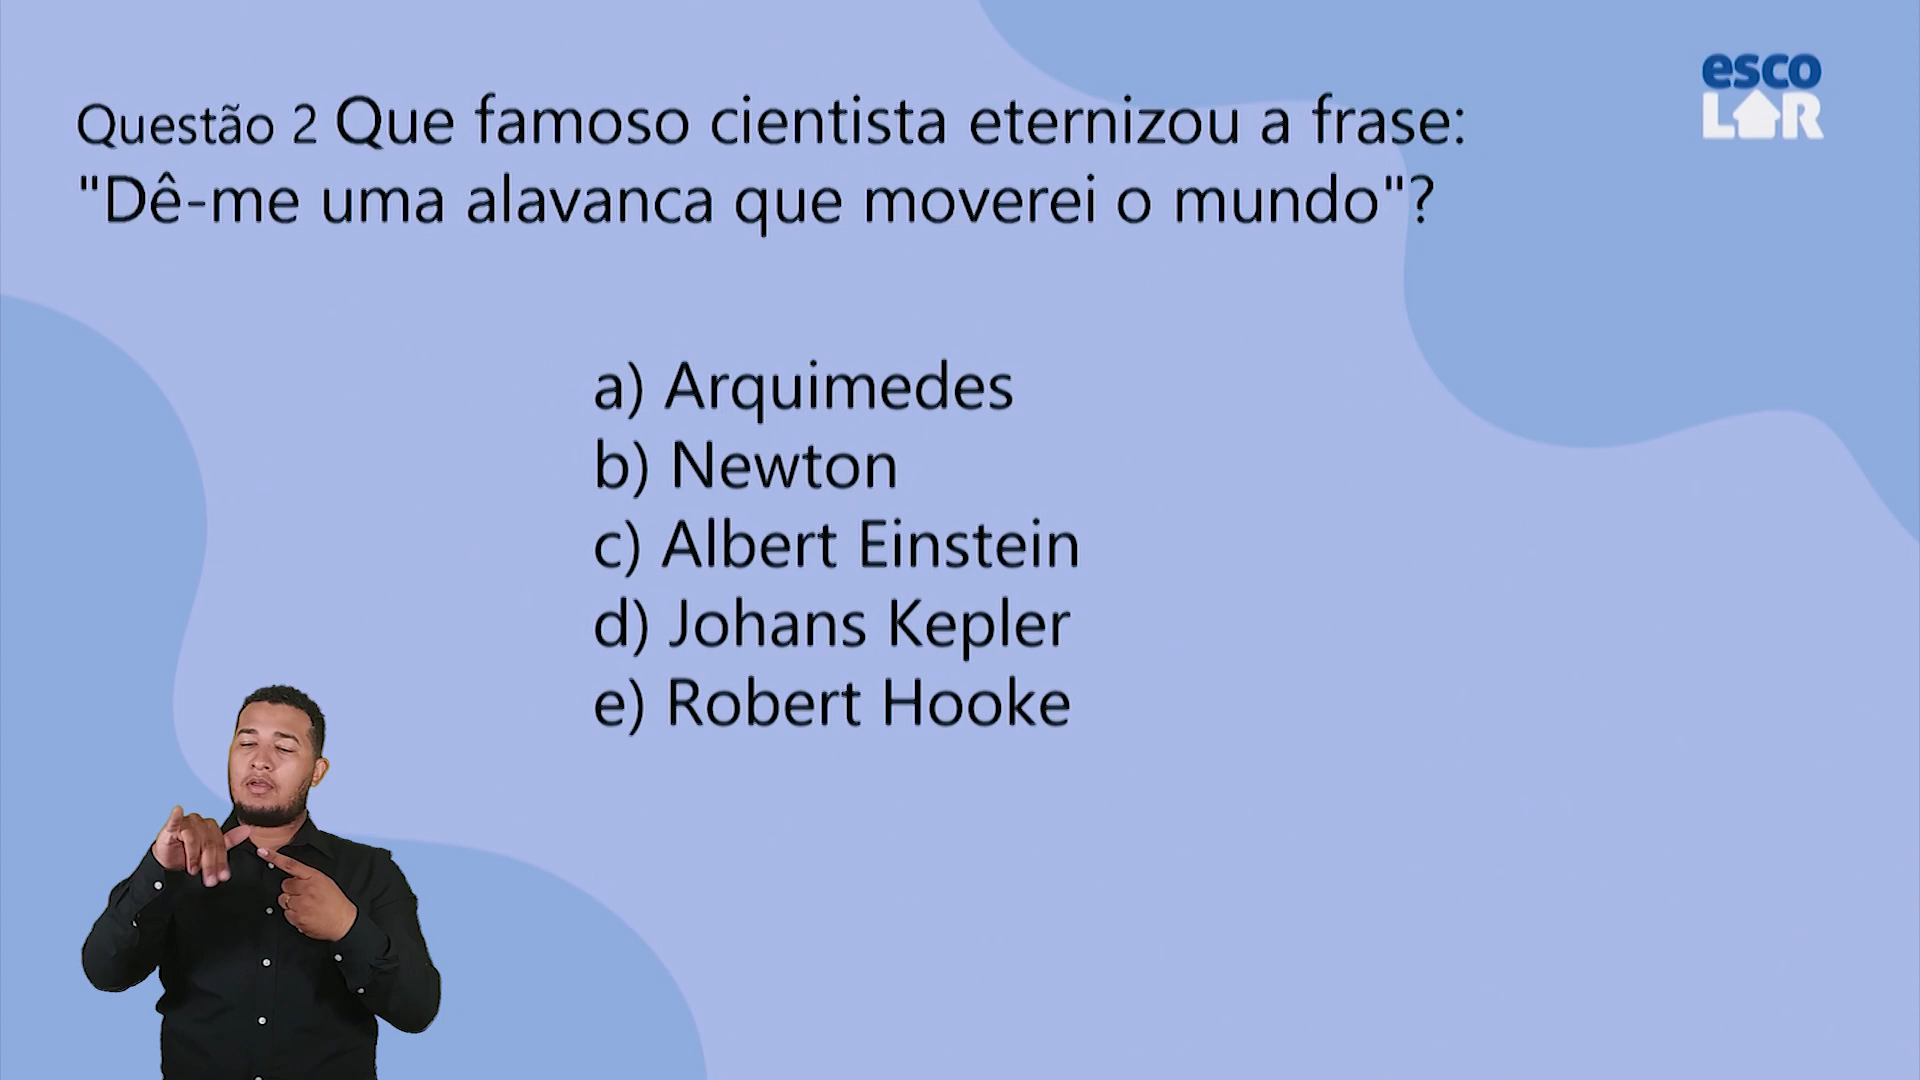 esco
LAR
Questão 2 Que famoso cientista eternizou a frase:
"Dê-me uma alavanca que moverei o mundo"?
a) Arquimedes
b) Newton
c) Albert Einstein
d) Johans Kepler
e) Robert Hooke